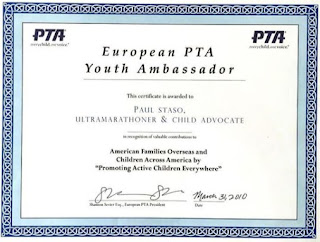 PTA PTA
everychild.onevoice. everychild.onevoice.
European PTA
Youth Ambassador
This certificate is awarded to
PAUL STASO,
ULTRAMARATHONER & CHILD ADVOCATE
in recognition of valuable contributions to
American Families Overseas and
Children Across America by
"Promoting Active Children Everywhere"
March 31, 2010
European PTA President Date